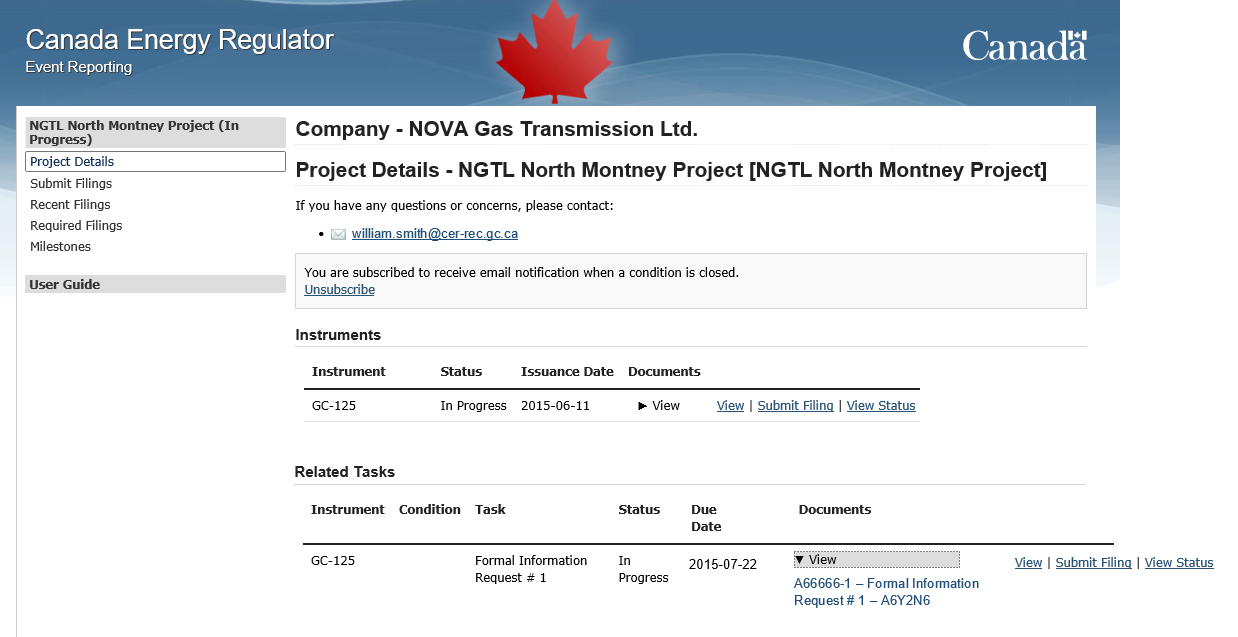 Canada Energy Regulator
Event Reporting
Canada
NGTL North Montney Project (In
Progress)
Project Details
Submit Filings
Recent Filings
Required Filings
Milestones
User Guide
Company - NOVA Gas Transmission Ltd.
Project Details - NGTL North Montney Project [NGTL North Montney Project]
If you have any questions or concerns, please contact:
• william.smith@cer-rec.gc.ca
You are subscribed to receive email notification when a condition is closed.
Unsubscribe
Instruments
Instrument Status Issuance Date Documents
GC-125 In Progress 2015-06-11 ► View View | Submit Filing | View Status
Related Tasks
Instrument Condition Task Status Due Documents
Date
GC-125 Formal Information In 2015-07-22 ▼ View View | Submit Filing | View Status
Request # 1 Progress
A66666-1 – Formal Information
Request # 1 – A6Y2N6